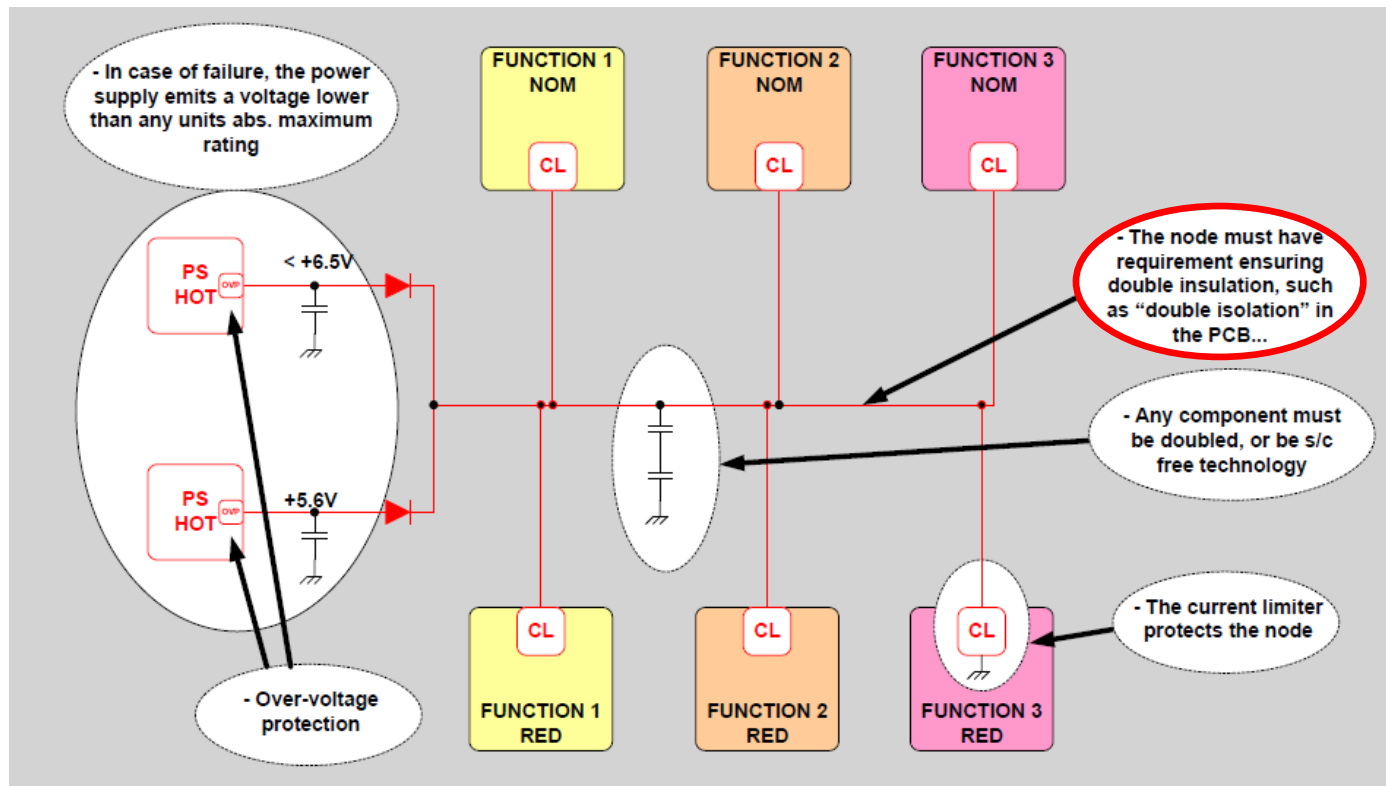 - In case of failure, the power
supply emits a voltage lower
than any units abs. maximum
rating
FUNCTION 1
NOM
CL
FUNCTION 2
NOM
CL
FUNCTION 3
NOM
CL
PS
HOT
OVP
< +6.5V
- The node must have
requirement ensuring
double insulation, such
as “double isolation” in
the PCB...
- Any component must
be doubled, or be s/c
free technology
PS
HOT
OVP
+5.6V
- Over-voltage
protection
CL
FUNCTION 1
RED
CL
FUNCTION 2
RED
CL
FUNCTION 3
RED
- The current limiter
protects the node